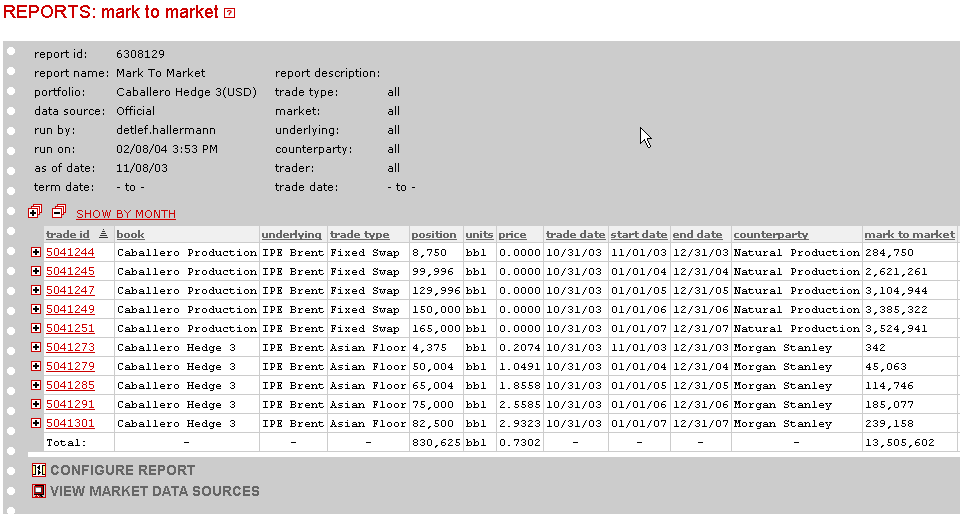 REPORTS: mark to market ?
report id: 6308129
report name: Mark To Market report description:
portfolio: Caballero Hedge 3(USD) trade type: all
data source: Official market: all
run by: detlef.hallermann underlying: all
run on: 02/08/04 3:53 PM counterparty: all
as of date: 11/08/03 trader: all
term date: - to - trade date: - to -
SHOW BY MONTH
trade id book underlying trade type position units price trade date start date end date counterparty mark to market
5041244 Caballero Production IPE Brent Fixed Swap 8,750 bbl 0.0000 10/31/03 11/01/03 12/31/03 Natural Production 284,750
5041245 Caballero Production IPE Brent Fixed Swap 99,996 bbl 0.0000 10/31/03 01/01/04 12/31/04 Natural Production 2,621,261
5041247 Caballero Production IPE Brent Fixed Swap 129,996 bbl 0.0000 10/31/03 01/01/05 12/31/05 Natural Production 3,104,944
5041249 Caballero Production IPE Brent Fixed Swap 150,000 bbl 0.0000 10/31/03 01/01/06 12/31/06 Natural Production 3,385,322
5041251 Caballero Production IPE Brent Fixed Swap 165,000 bbl 0.0000 10/31/03 01/01/07 12/31/07 Natural Production 3,524,941
5041273 Caballero Hedge 3 IPE Brent Asian Floor 4,375 bbl 0.2074 10/31/03 11/01/03 12/31/03 Morgan Stanley 342
5041279 Caballero Hedge 3 IPE Brent Asian Floor 50,004 bbl 1.0491 10/31/03 01/01/04 12/31/04 Morgan Stanley 45,063
5041285 Caballero Hedge 3 IPE Brent Asian Floor 65,004 bbl 1.8558 10/31/03 01/01/05 12/31/05 Morgan Stanley 114,746
5041291 Caballero Hedge 3 IPE Brent Asian Floor 75,000 bbl 2.5585 10/31/03 01/01/06 12/31/06 Morgan Stanley 185,077
5041301 Caballero Hedge 3 IPE Brent Asian Floor 82,500 bbl 2.9323 10/31/03 01/01/07 12/31/07 Morgan Stanley 239,158
Total: - - - 830,625 bbl 0.7302 - - - - 13,505,602
CONFIGURE REPORT
VIEW MARKET DATA SOURCES